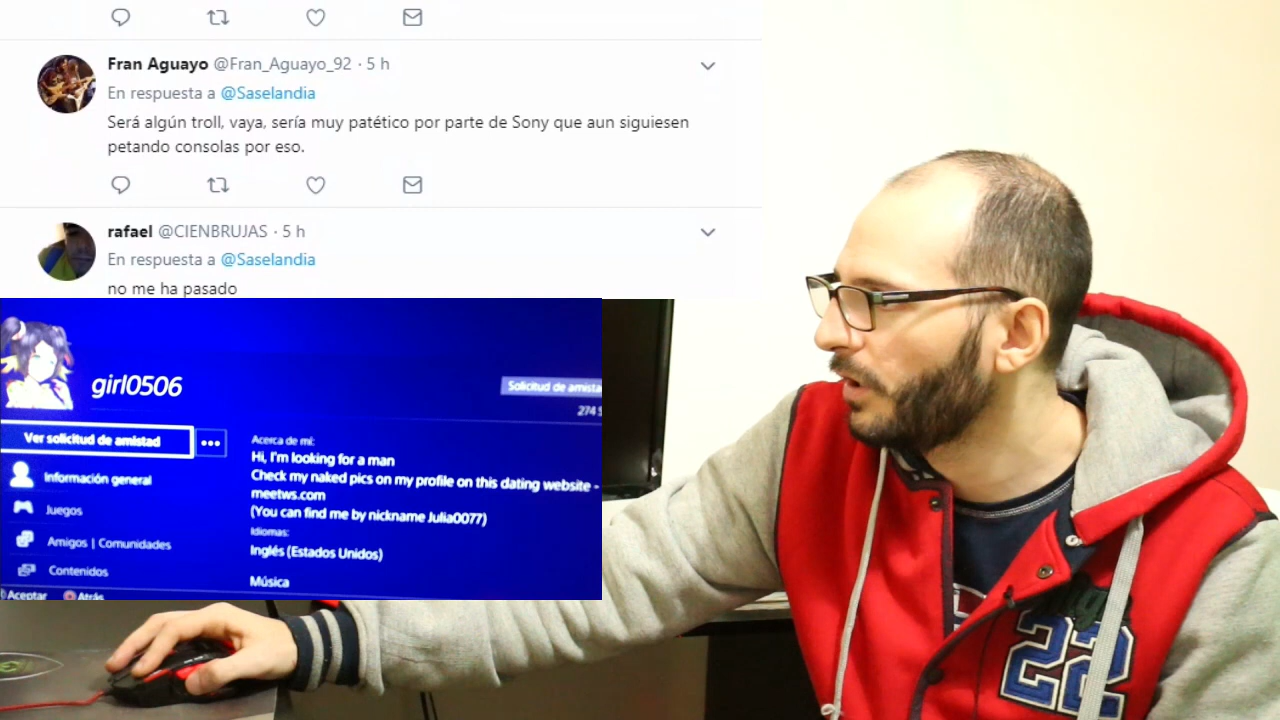 Fran Aguayo @Fran_Aguayo_92 · 5 h
En respuesta a @Saselandia
Será algún troll, vaya, sería muy patético por parte de Sony que aun siguiesen
petando consolas por eso.
rafael @CIENBRUJAS · 5 h
En respuesta a @Saselandia
no me ha pasado
girl0506
Solicitud de amista
274 S
Ver solicitud de amistad
Información general
Juegos
Amigos | Comunidades
Contenidos
Aceptar Atrás
Acerca de mí:
Hi, I'm looking for a man
Check my naked pics on my profile on this dating website -
meetws.com
(You can find me by nickname Julia0077)
Idiomas:
Inglés (Estados Unidos)
Música
22